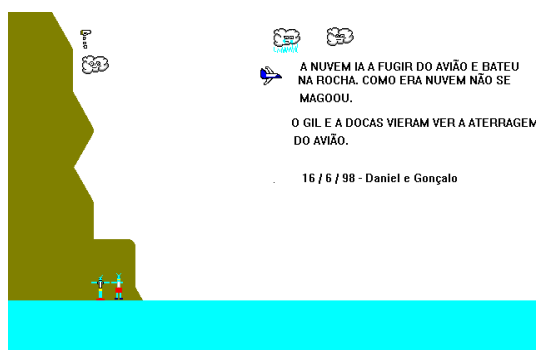 A NUVEM IA A FUGIR DO AVIÃO E BATEU
NA ROCHA. COMO ERA NUVEM NÃO SE
MAGOOU.
O GIL E A DOCAS VIERAM VER A ATERRAGEM
DO AVIÃO.
16 / 6 / 98 - Daniel e Gonçalo